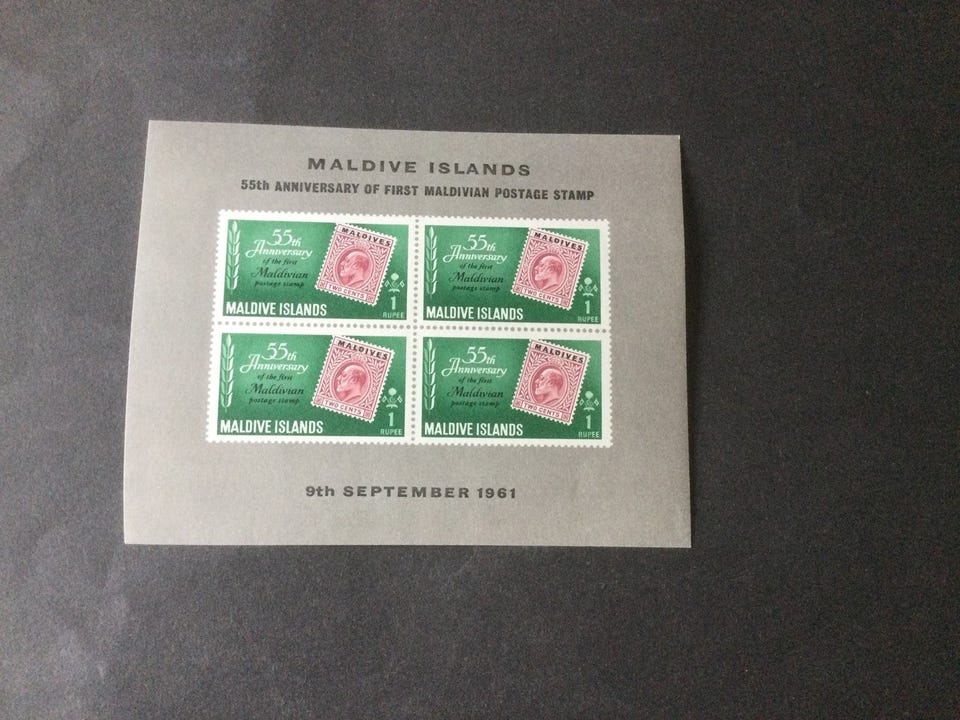 MALDIVE ISLANDS
55th ANNIVERSARY OF FIRST MALDIVIAN POSTAGE STAMP
55th
Anniversary
of the first
Maldivian
postage stamp
MALDIVES
TWO CENTS
1
RUPEE
MALDIVE ISLANDS
55th
Anniversary
of the first
Maldivian
postage stamp
MALDIVES
TWO CENTS
1
RUPEE
MALDIVE ISLANDS
55th
Anniversary
of the first
Maldivian
postage stamp
MALDIVES
TWO CENTS
1
RUPEE
MALDIVE ISLANDS
55th
Anniversary
of the first
Maldivian
postage stamp
MALDIVES
TWO CENTS
1
RUPEE
MALDIVE ISLANDS
9th SEPTEMBER 1961